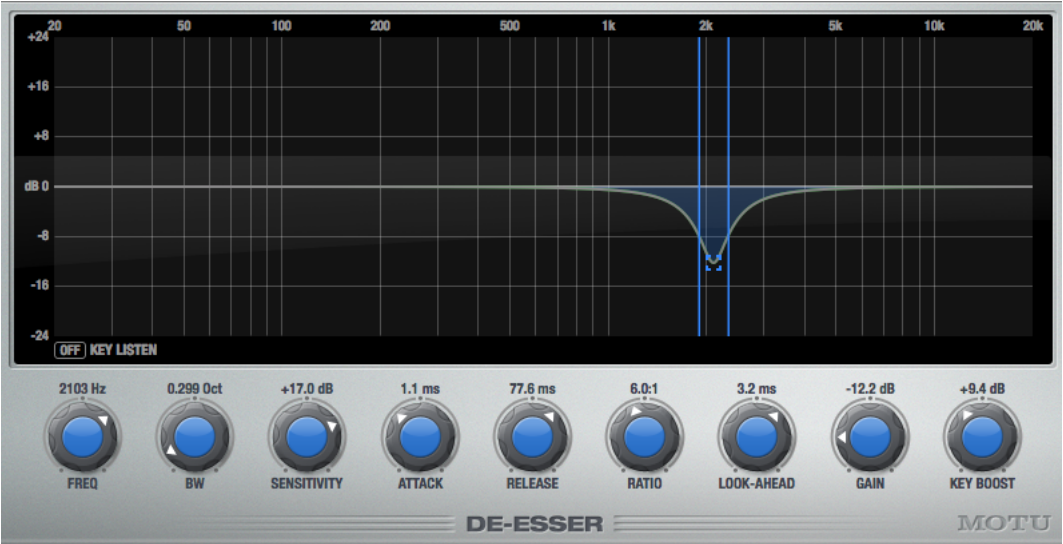 20 50 100 200 500 1k 2k 5k 10k 20k
+24
+16
+8
dB 0
-8
-16
-24
OFF KEY LISTEN
2103 Hz 0.299 Oct +17.0 dB 1.1 ms 77.6 ms 6.0:1 3.2 ms -12.2 dB +9.4 dB
FREQ BW SENSITIVITY ATTACK RELEASE RATIO LOOK-AHEAD GAIN KEY BOOST
DE-ESSER MOTU